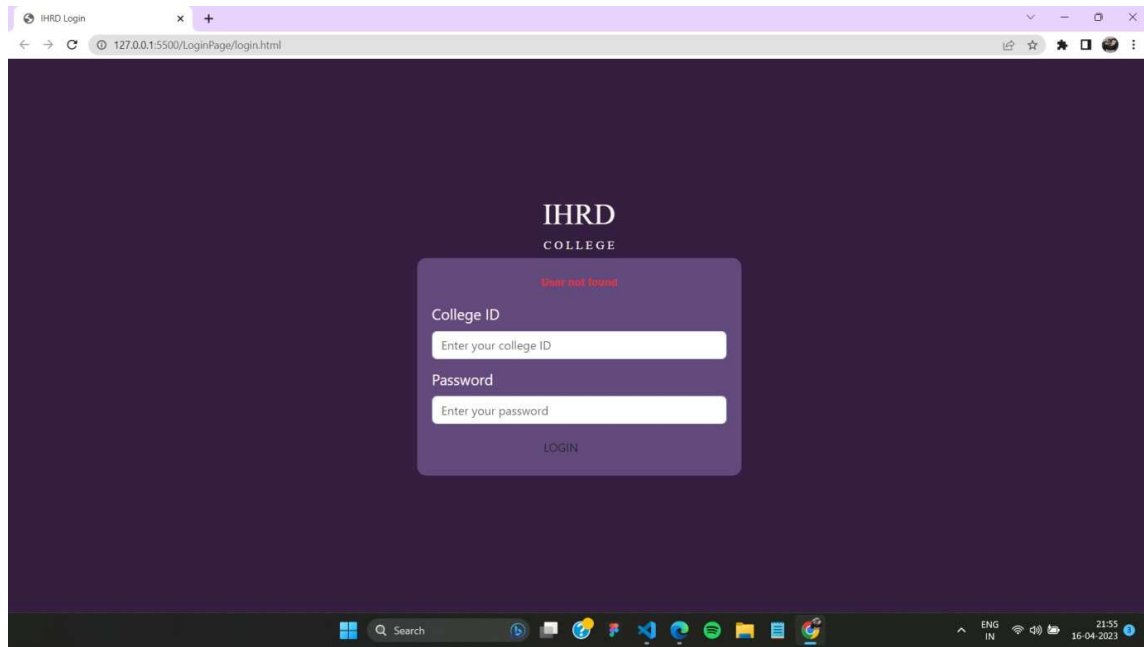 IHRD Login
127.0.0.1:5500/LoginPage/login.html
IHRD
COLLEGE
User not found
College ID
Enter your college ID
Password
Enter your password
LOGIN
Search
ENG
IN
21:55
16-04-2023
3